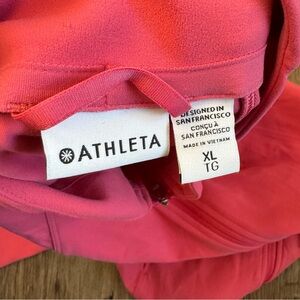 ATHLETA
DESIGNED IN
SAN FRANCISCO
CONÇU À
SAN FRANCISCO
MADE IN VIETNAM
XL
TG